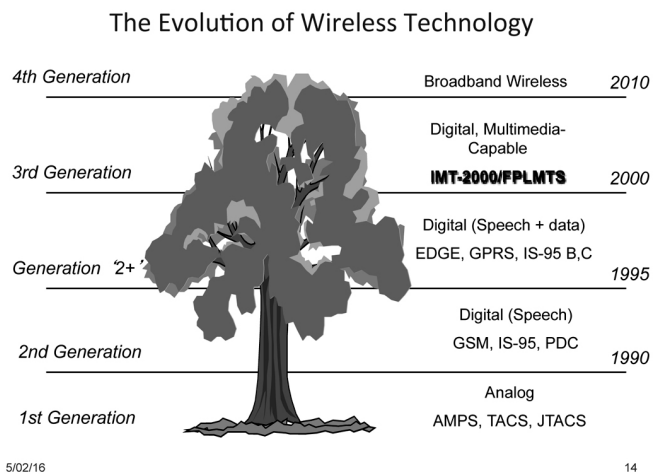 The Evolution of Wireless Technology
4th Generation
Broadband Wireless
2010
Digital, Multimedia-
Capable
3rd Generation
IMT-2000/FPLMTS
2000
Digital (Speech + data)
Generation '2+'
EDGE, GPRS, IS-95 B,C
1995
Digital (Speech)
2nd Generation
GSM, IS-95, PDC
1990
Analog
1st Generation
AMPS, TACS, JTACS
5/02/16
14